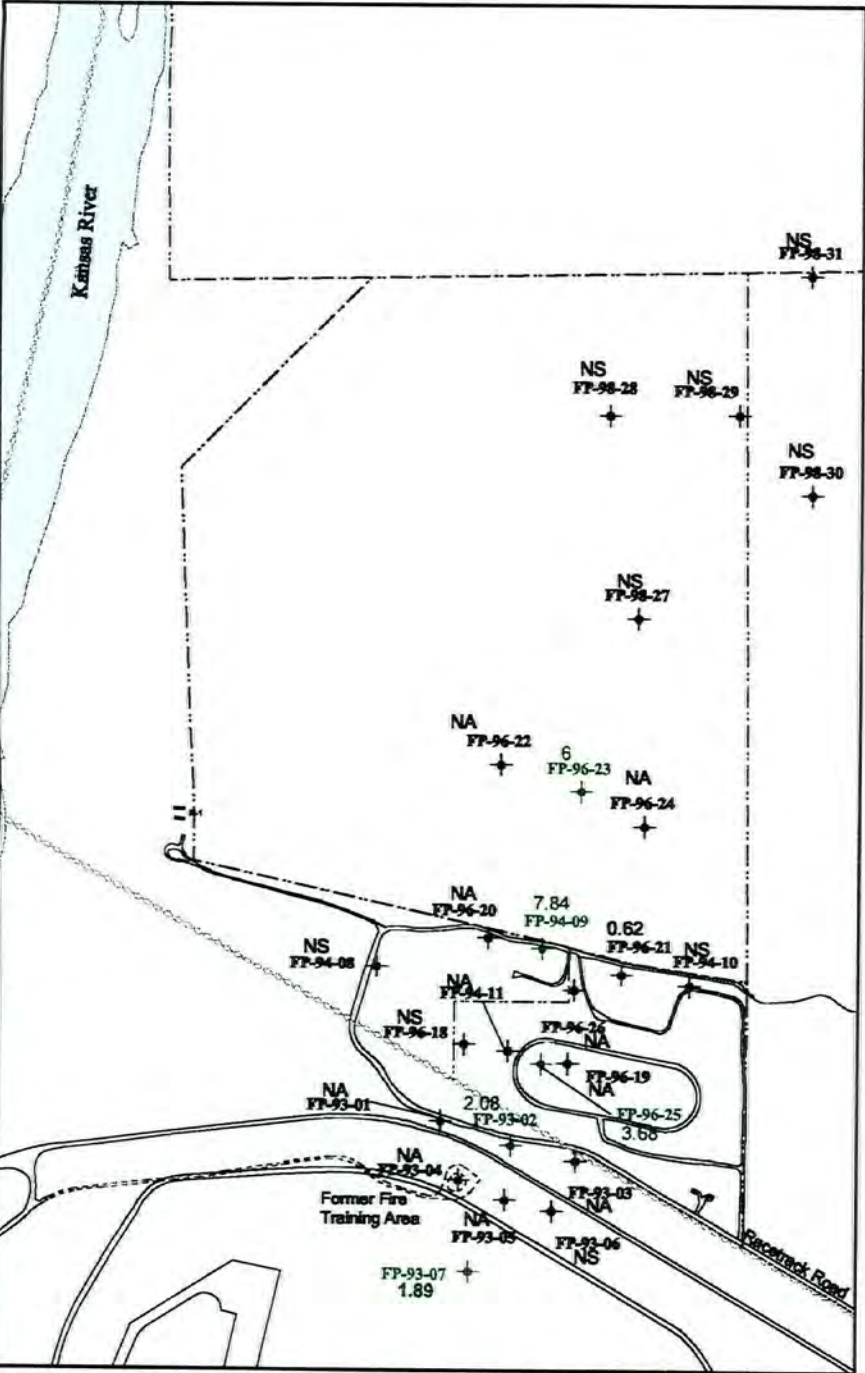 Kansas River
NS
FP-98-31
NS
FP-98-28
NS
FP-98-29
NS
FP-98-30
NS
FP-98-27
NA
FP-96-22
6
FP-96-23
NA
FP-96-24
NA
FP-96-20
7.84
FP-94-09
0.62
FP-96-21
NS
FP-94-10
NS
FP-94-08
NA
FP-94-11
NS
FP-96-18
FP-96-26
NA
FP-96-19
NA
NA
FP-93-01
2.08
FP-93-02
FP-96-25
3.68
NA
FP-93-04
FP-93-03
NA
Former Fire
Training Area
NA
FP-93-05
FP-93-06
NS
Racetrack Road
FP-93-07
1.89